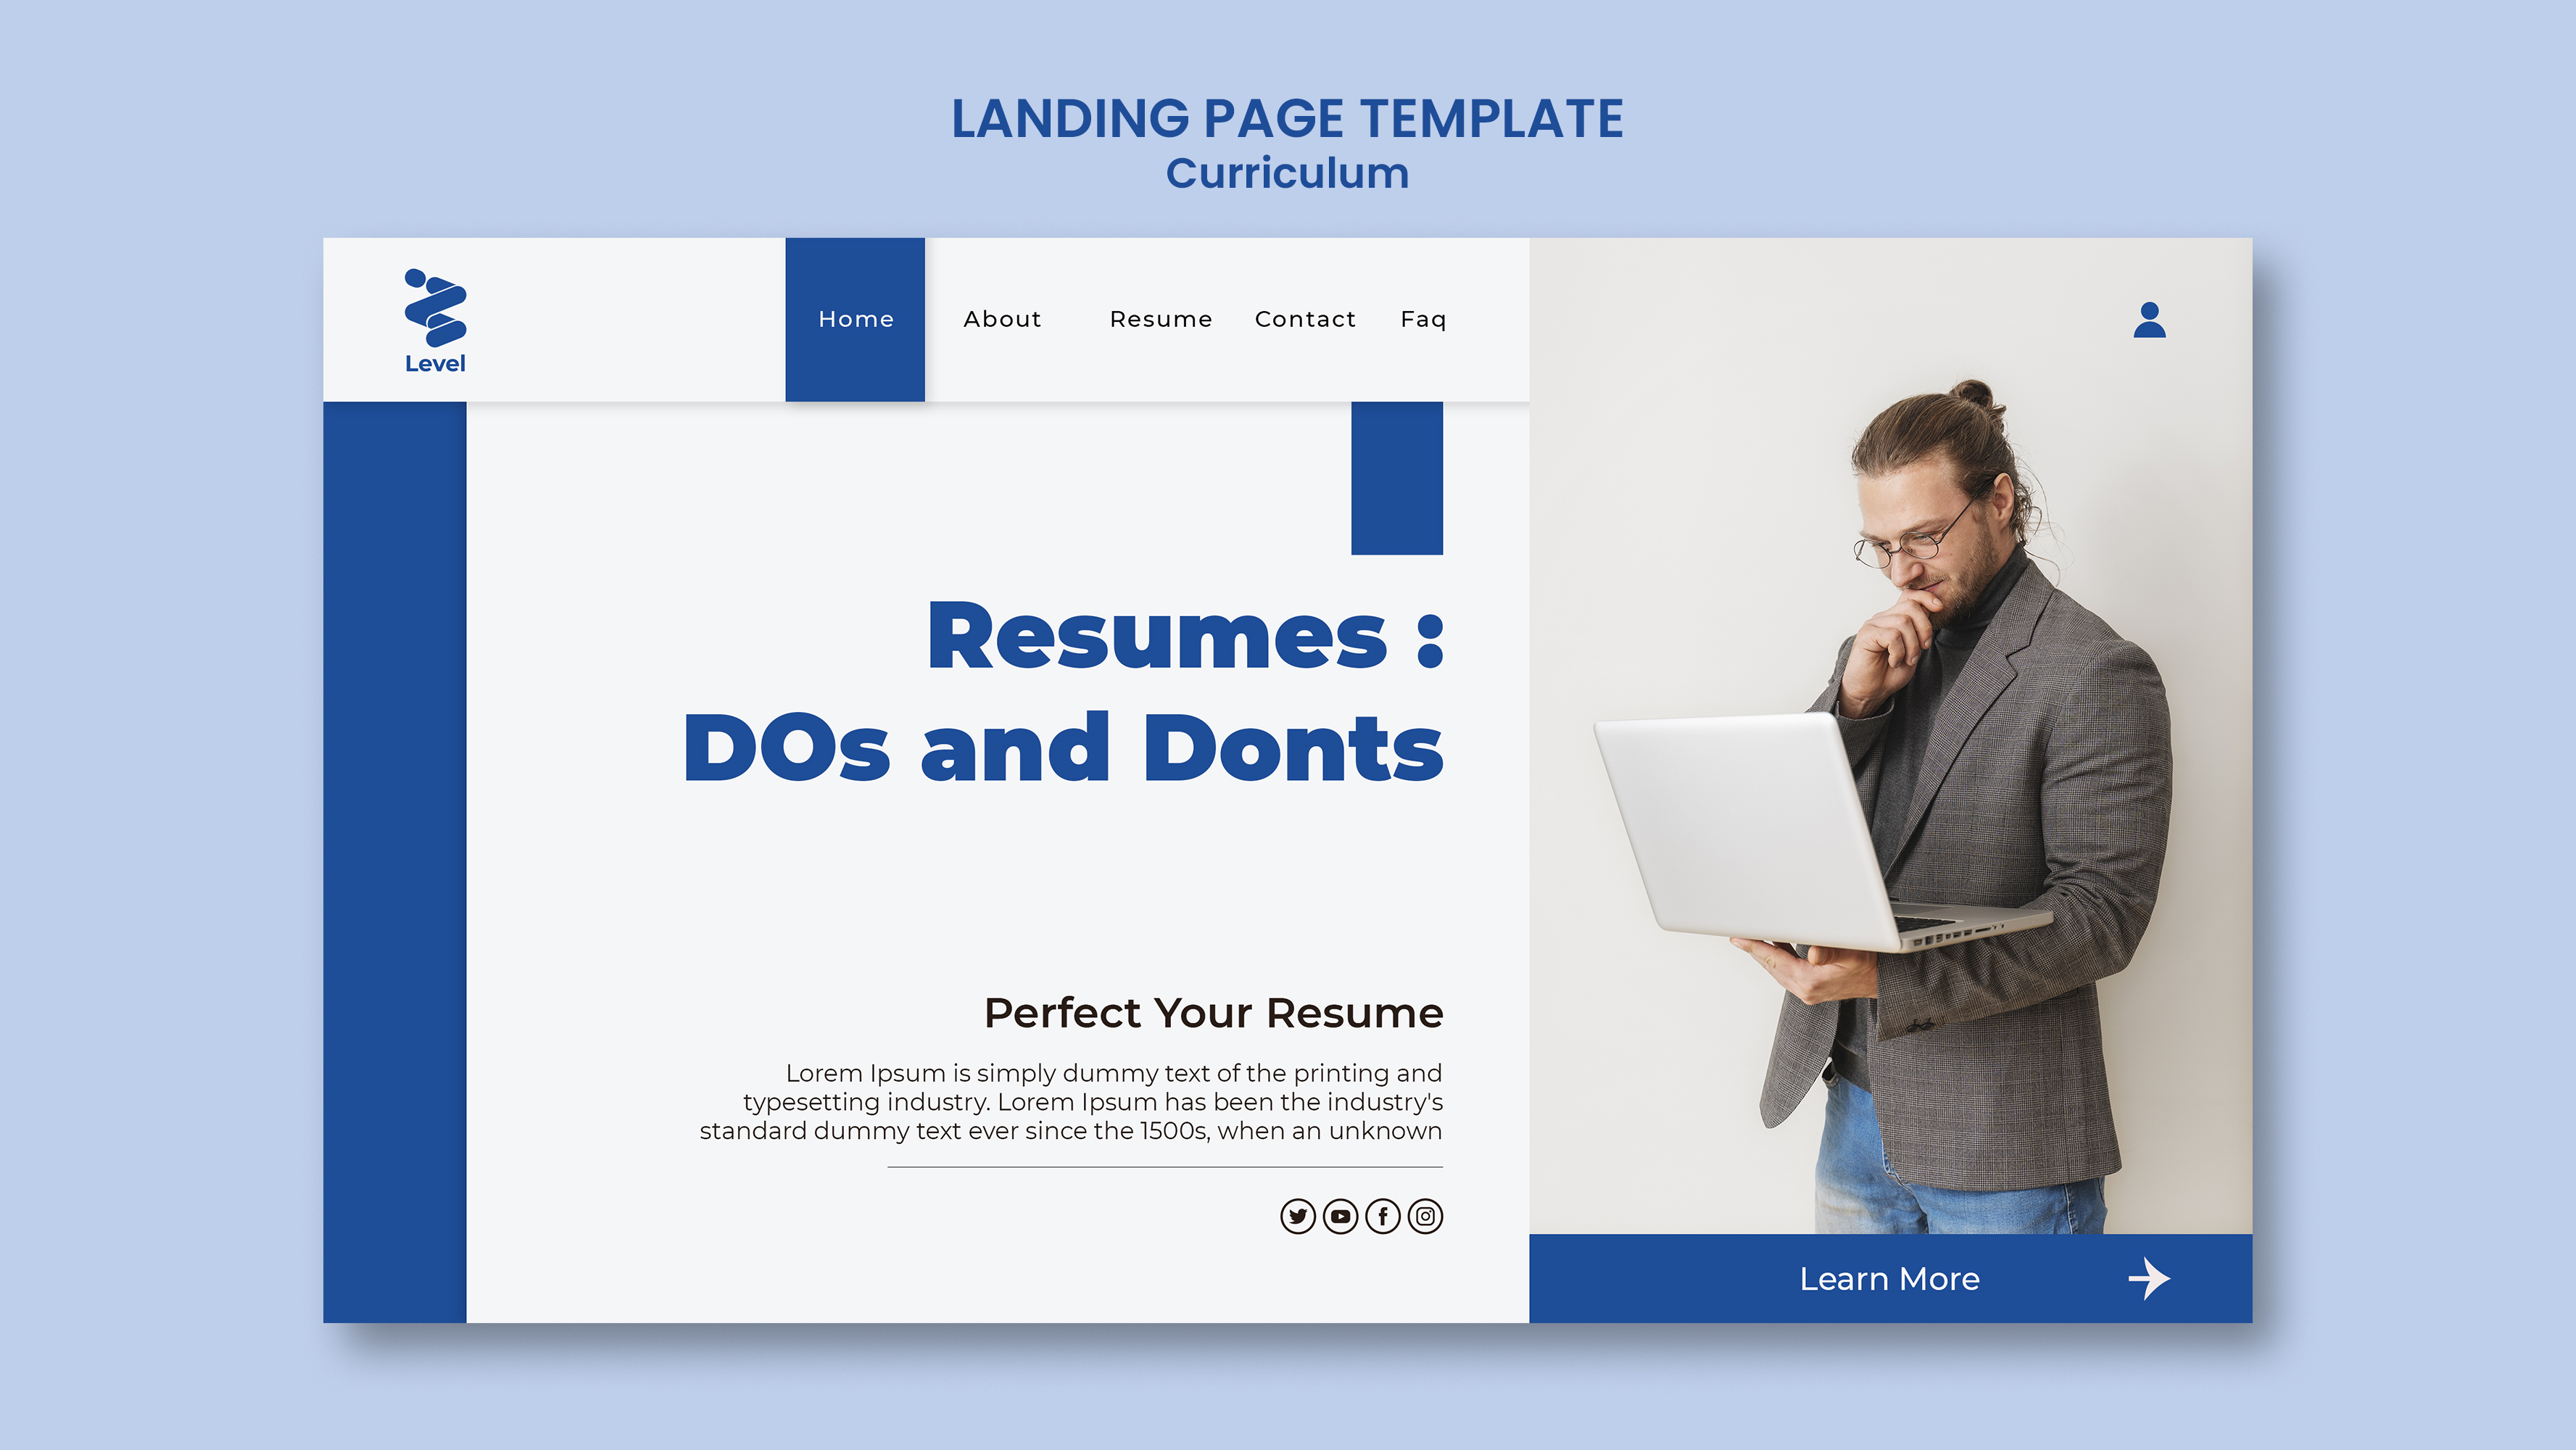 LANDING PAGE TEMPLATE
Curriculum
Level
Home About Resume Contact Faq
Resumes :
DOs and Donts
Perfect Your Resume
Lorem Ipsum is simply dummy text of the printing and
typesetting industry. Lorem Ipsum has been the industry's
standard dummy text ever since the 1500s, when an unknown
Learn More